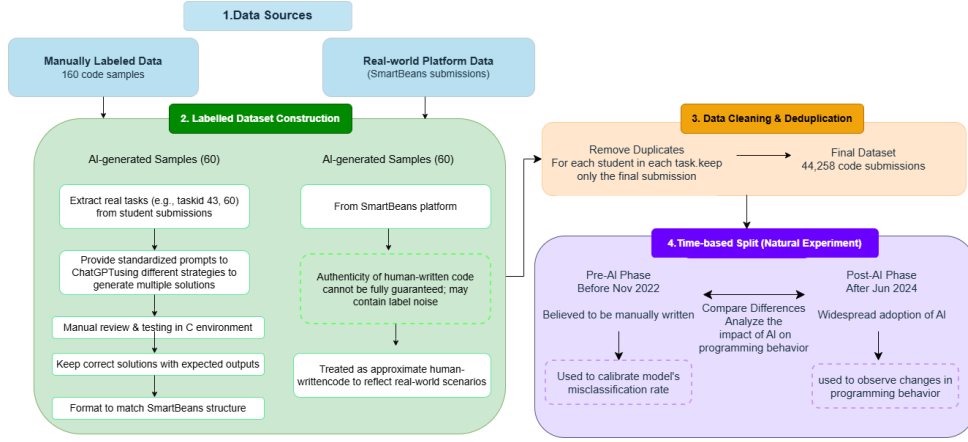 1.Data Sources
Manually Labeled Data
160 code samples
Real-world Platform Data
(SmartBeans submissions)
2. Labelled Dataset Construction
AI-generated Samples (60)
Extract real tasks (e.g., taskid 43, 60)
from student submissions
Provide standardized prompts to
ChatGPTusing different strategies to
generate multiple solutions
Manual review & testing in C environment
Keep correct solutions with expected outputs
Format to match SmartBeans structure
AI-generated Samples (60)
From SmartBeans platform
Authenticity of human-written code
cannot be fully guaranteed; may
contain label noise
Treated as approximate human-
writtencode to reflect real-world scenarios
3. Data Cleaning & Deduplication
Remove Duplicates
For each student in each task.keep
only the final submission
Final Dataset
44,258 code submissions
4.Time-based Split (Natural Experiment)
Pre-AI Phase
Before Nov 2022
Believed to be manually written
Used to calibrate model's
misclassification rate
Compare Differences
Analyze the
impact of AI on
programming behavior
Post-AI Phase
After Jun 2024
Widespread adoption of AI
used to observe changes in
programming behavior